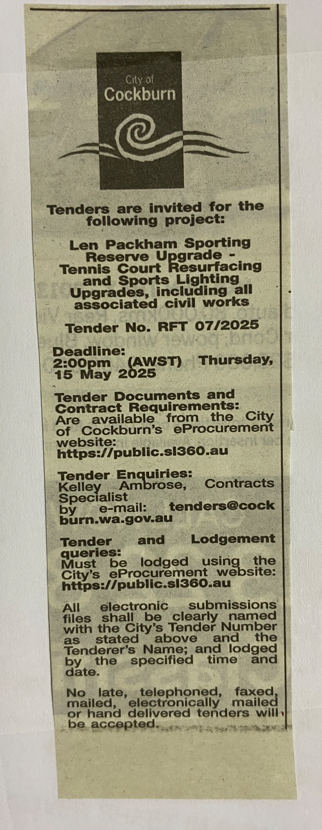 City of
Cockburn
Tenders are invited for the
following project:
Len Packham Sporting
Reserve Upgrade -
Tennis Court Resurfacing
and Sports Lighting
Upgrades, including all
associated civil works
Tender No. RFT 07/2025
Deadline:
2:00pm (AWST) Thursday,
15 May 2025
Tender Documents and
Contract Requirements:
Are available from the City
of Cockburn's eProcurement
website:
https://public.sl360.au
Tender Enquiries:
Kelley Ambrose, Contracts
Specialist
by e-mail: tenders@cock
burn.wa.gov.au
Tender and Lodgement
queries:
Must be lodged using the
City's eProcurement website:
https://public.sl360.au
All electronic submissions
files shall be clearly named
with the City's Tender Number
as stated above and the
Tenderer's Name; and lodged
by the specified time and
date.
No late, telephoned, faxed,
mailed, electronically mailed
or hand delivered tenders will
be accepted.